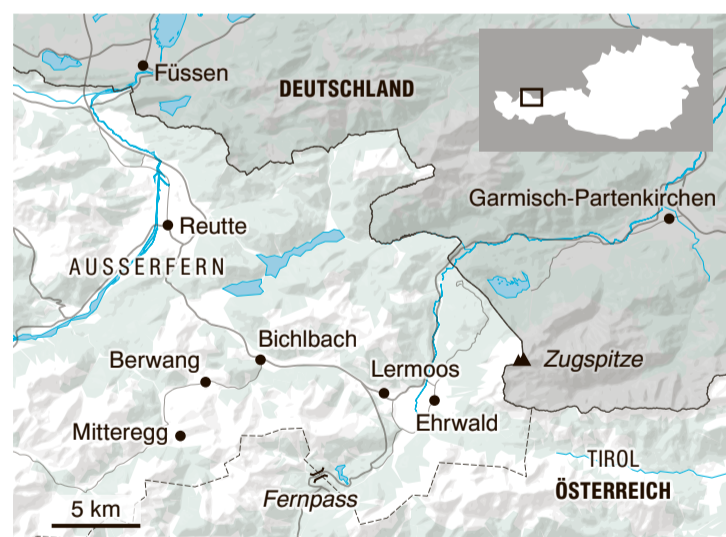 Füssen
DEUTSCHLAND
Garmisch-Partenkirchen
Reutte
AUSSERFERN
Bichlbach
Berwang
Lermoos
Zugspitze
Ehrwald
Mitteregg
TIROL
Fernpass
ÖSTERREICH
5 km